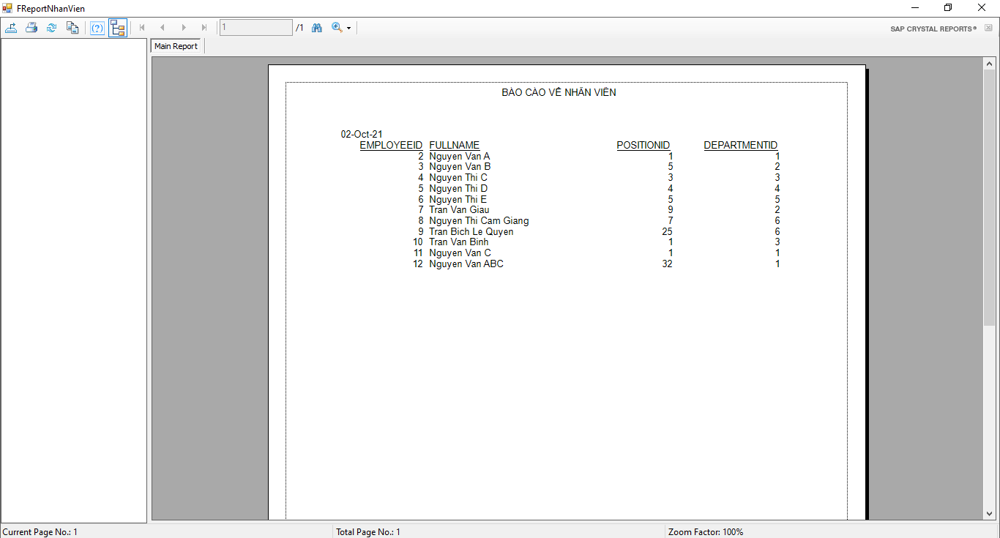 FReportNhanVien
1 /1 SAP CRYSTAL REPORTS®
Main Report
BÁO CÁO VỀ NHÂN VIÊN
02-Oct-21
EMPLOYEEID FULLNAME POSITIONID DEPARTMENTID
2 Nguyen Van A 1 1
3 Nguyen Van B 5 2
4 Nguyen Thi C 3 3
5 Nguyen Thi D 4 4
6 Nguyen Thi E 5 5
7 Tran Van Giau 9 2
8 Nguyen Thi Cam Giang 7 6
9 Tran Bich Le Quyen 25 6
10 Tran Van Binh 1 3
11 Nguyen Van C 1 1
12 Nguyen Van ABC 32 1
Current Page No.: 1 Total Page No.: 1 Zoom Factor: 100%